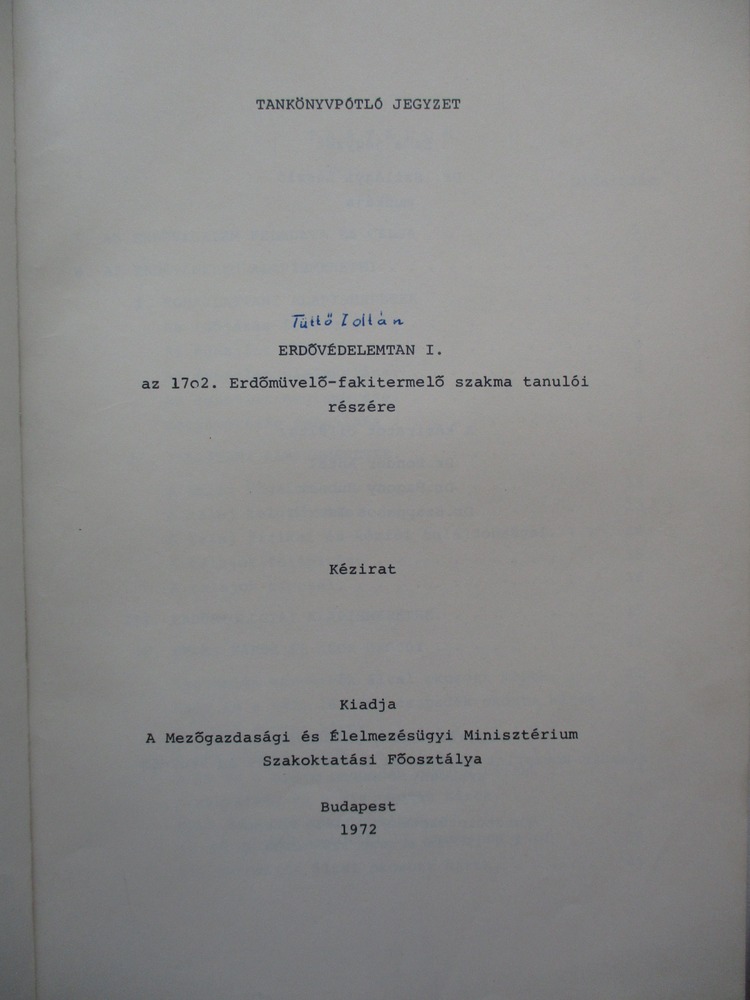 TANKÖNYVPÓTLÓ JEGYZET
Tüttő Zoltán
ERDŐVÉDELEMTAN I.
az 17o2. Erdőmüvelő-fakitermelő szakma tanulói
részére
Kézirat
Kiadja
A Mezőgazdasági és Élelmezésügyi Minisztérium
Szakoktatási Főosztálya
Budapest
1972